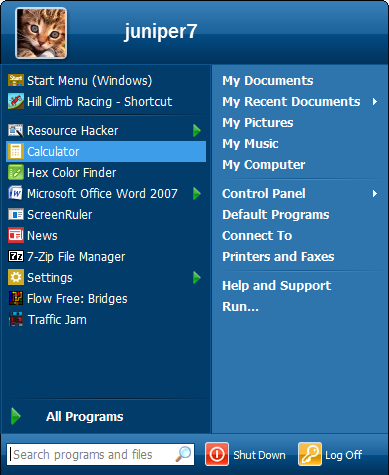 juniper7
Start Menu (Windows)
Hill Climb Racing - Shortcut
Resource Hacker
Calculator
Hex Color Finder
Microsoft Office Word 2007
ScreenRuler
News
7-Zip File Manager
Settings
Flow Free: Bridges
Traffic Jam
All Programs
Search programs and files
My Documents
My Recent Documents
My Pictures
My Music
My Computer
Control Panel
Default Programs
Connect To
Printers and Faxes
Help and Support
Run...
Shut Down
Log Off